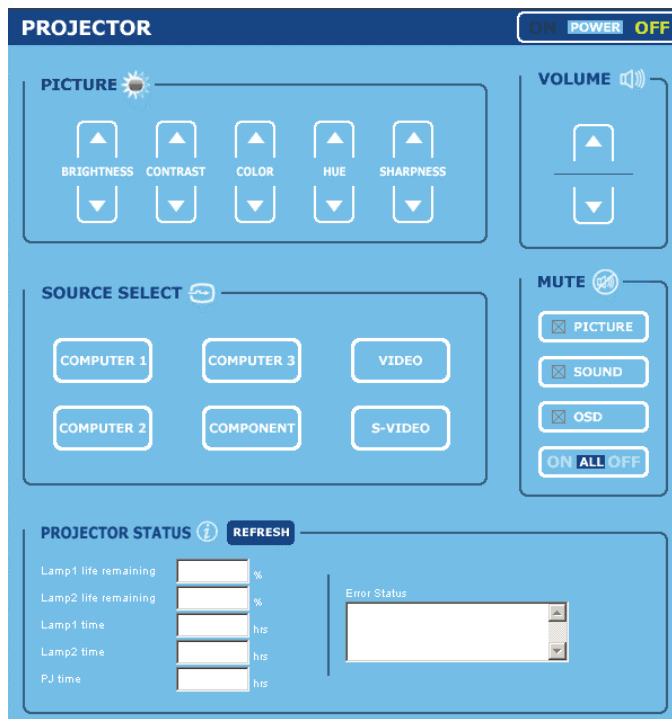 PROJECTOR
ON POWER OFF
PICTURE
BRIGHTNESS CONTRAST COLOR HUE SHARPNESS
VOLUME
SOURCE SELECT
COMPUTER 1 COMPUTER 3 VIDEO
COMPUTER 2 COMPONENT S-VIDEO
MUTE
PICTURE
SOUND
OSD
ON ALL OFF
PROJECTOR STATUS i REFRESH
Lamp1 life remaining %
Lamp2 life remaining %
Lamp1 time hrs
Lamp2 time hrs
PJ time hrs
Error Status